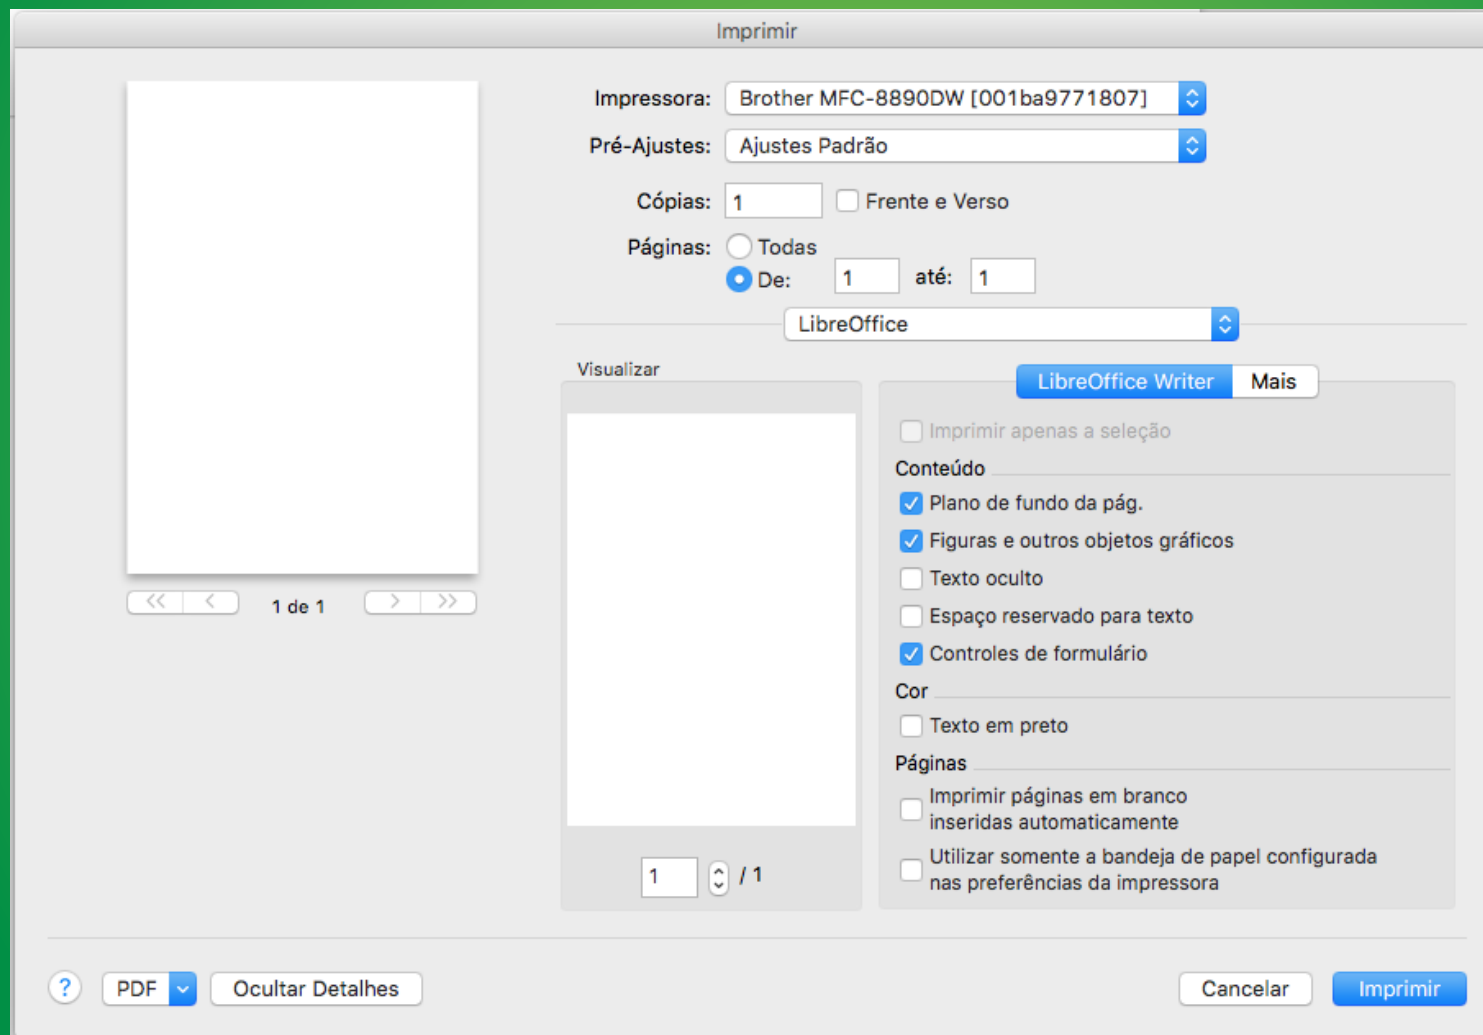 Imprimir
Impressora: Brother MFC-8890DW [001ba9771807]
Pré-Ajustes: Ajustes Padrão
Cópias: 1 Frente e Verso
Páginas: Todas
De: 1 até: 1
LibreOffice
1 de 1
Visualizar
1 / 1
LibreOffice Writer Mais
Imprimir apenas a seleção
Conteúdo
Plano de fundo da pág.
Figuras e outros objetos gráficos
Texto oculto
Espaço reservado para texto
Controles de formulário
Cor
Texto em preto
Páginas
Imprimir páginas em branco
inseridas automaticamente
Utilizar somente a bandeja de papel configurada
nas preferências da impressora
? PDF Ocultar Detalhes Cancelar Imprimir